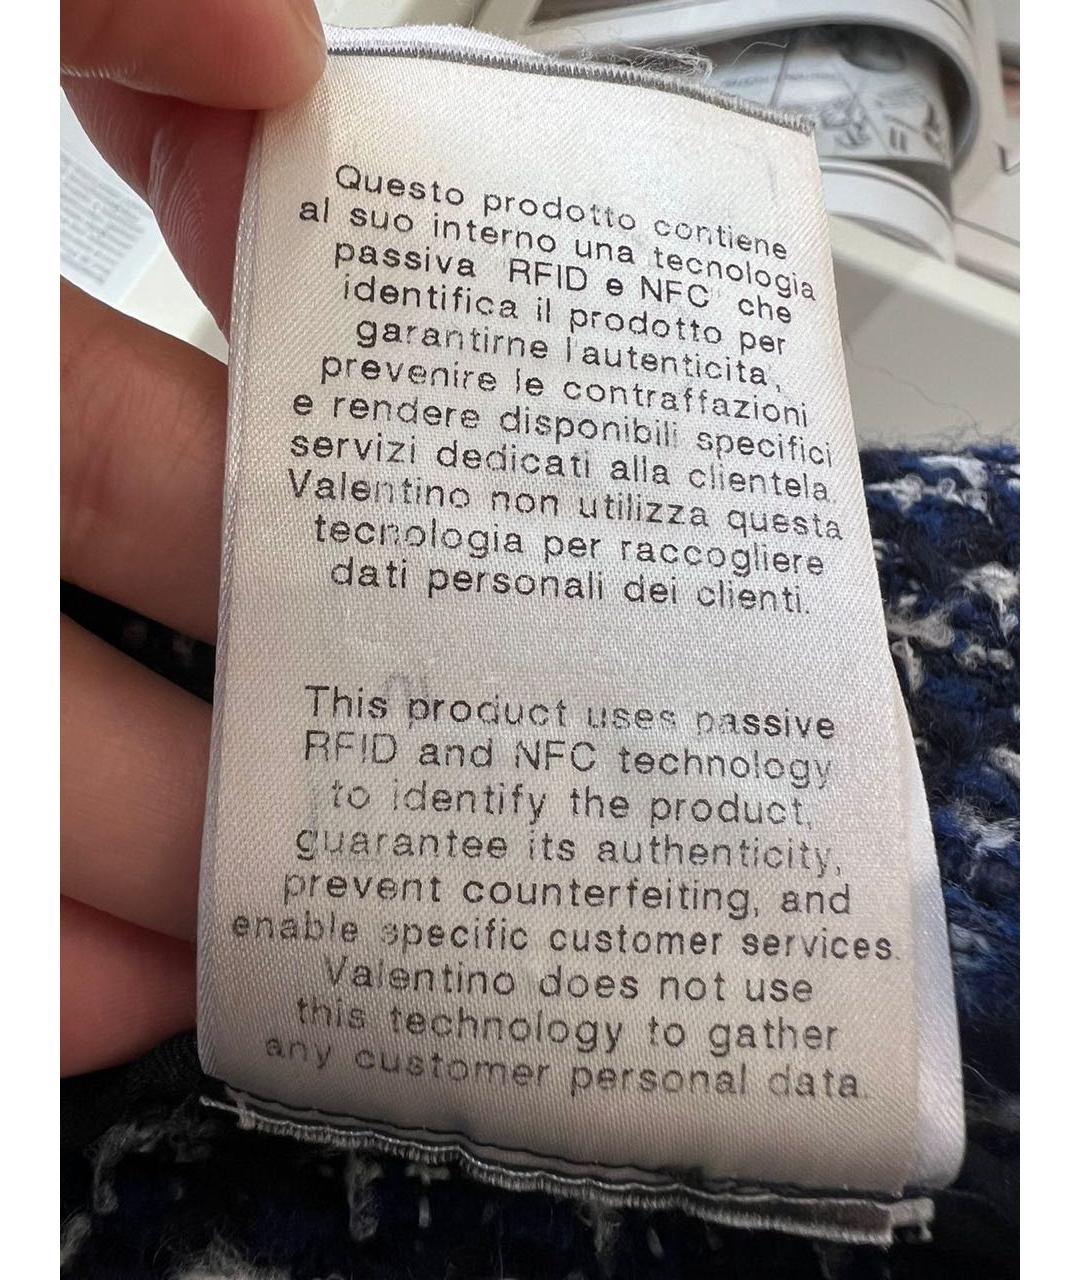 Questo prodotto contiene
al suo interno una tecnologia
passiva "RFID e NFC" che
identifica il prodotto per
garantirne l'autenticita,
prevenire le contraffazioni
e rendere disponibili specifici
servizi dedicati alla clientela.
Valentino non utilizza questa
tecnologia per raccogliere
dati personali dei clienti.
This product uses passive
RFID and NFC technology
to identify the product,
guarantee its authenticity,
prevent counterfeiting, and
enable specific customer services.
Valentino does not use
this technology to gather
any customer personal data.